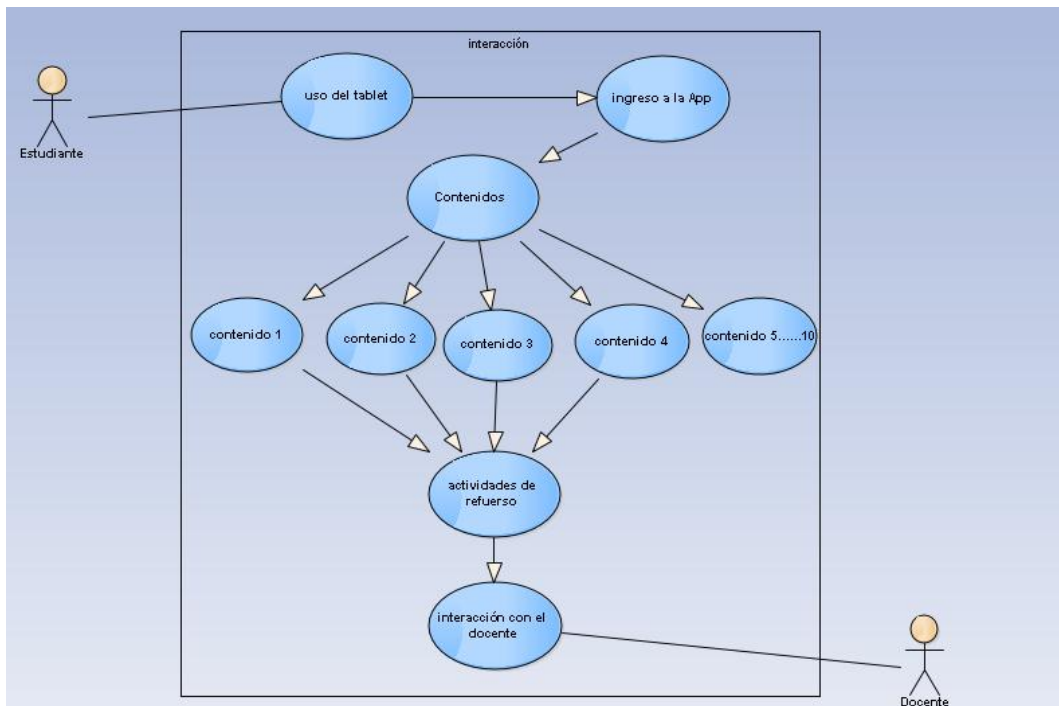 interacción
uso del tablet
ingreso a la App
Estudiante
Contenidos
contenido 1
contenido 2
contenido 3
contenido 4
contenido 5......10
actividades de
refuerso
interacción con el
docente
Docente